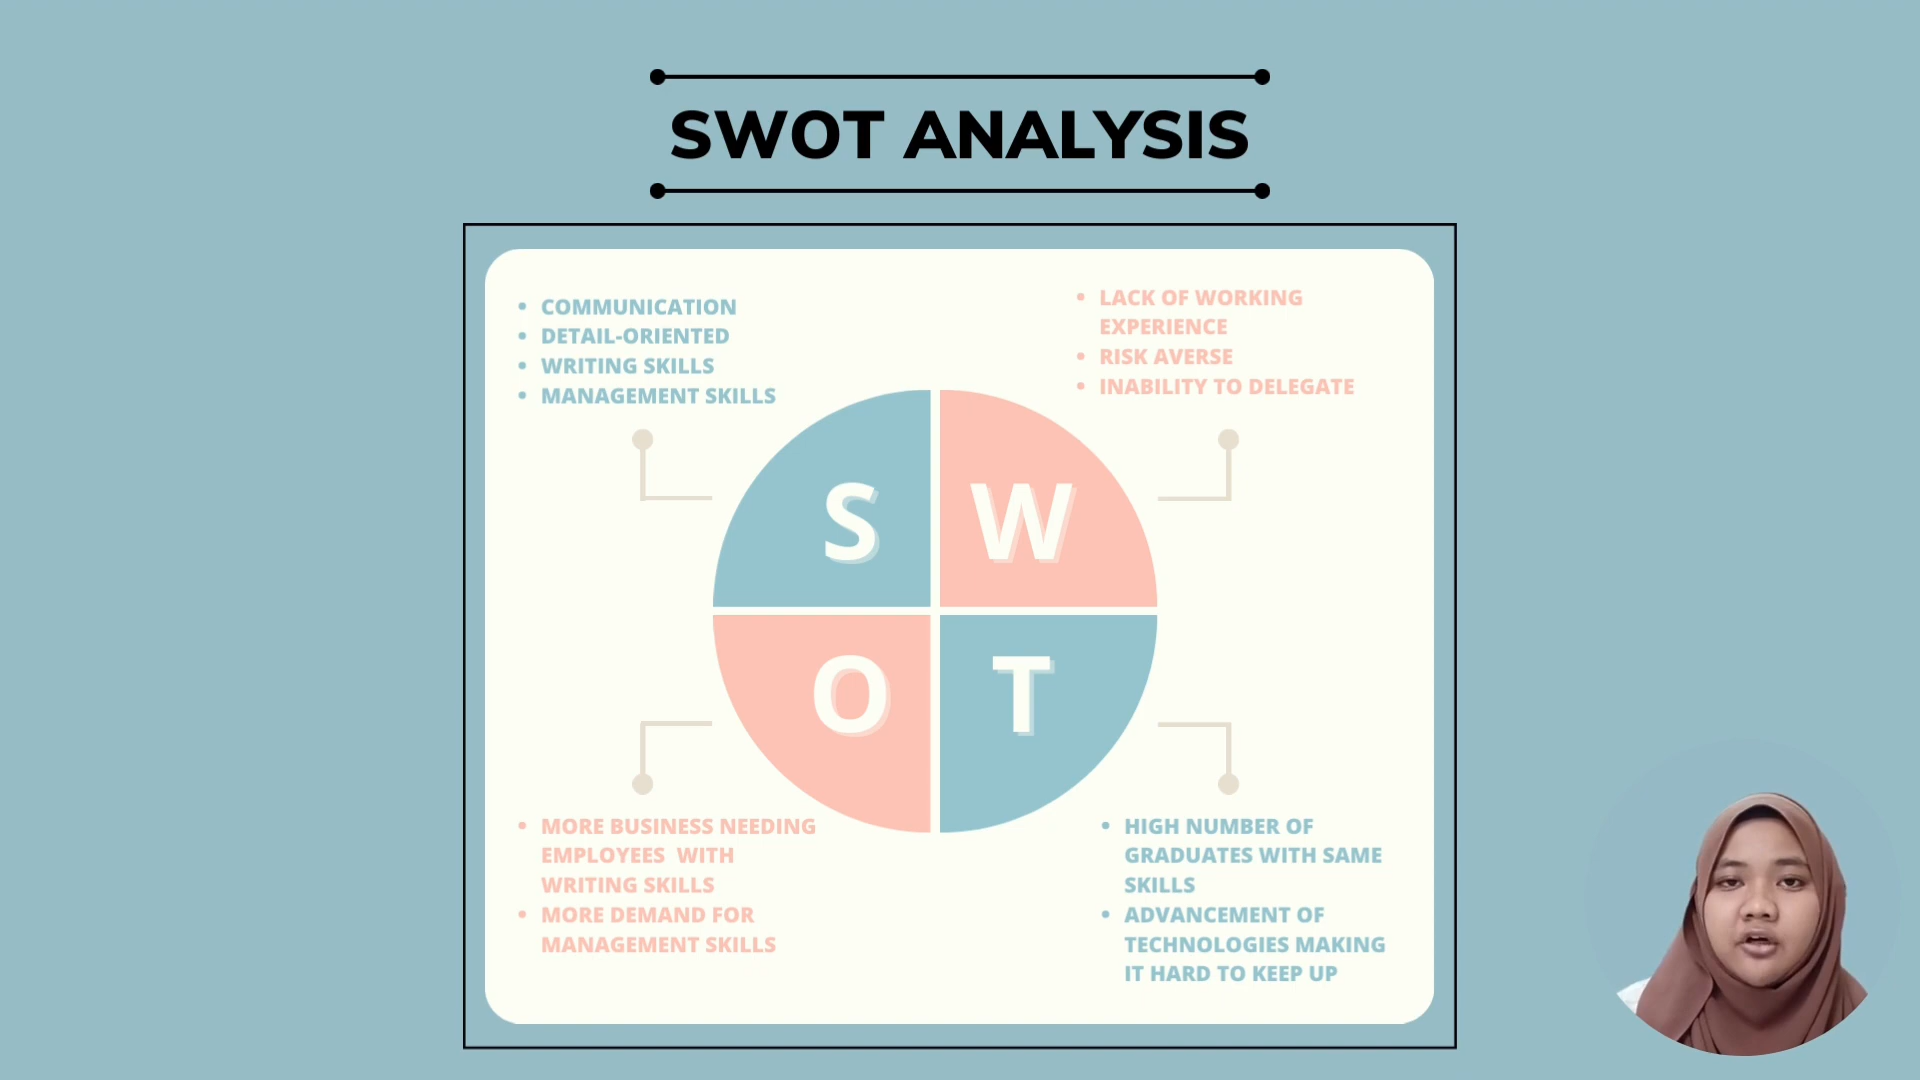 SWOT ANALYSIS
COMMUNICATION
DETAIL-ORIENTED
WRITING SKILLS
MANAGEMENT SKILLS
LACK OF WORKING
EXPERIENCE
RISK AVERSE
INABILITY TO DELEGATE
S
W
O
T
MORE BUSINESS NEEDING
EMPLOYEES WITH
WRITING SKILLS
MORE DEMAND FOR
MANAGEMENT SKILLS
HIGH NUMBER OF
GRADUATES WITH SAME
SKILLS
ADVANCEMENT OF
TECHNOLOGIES MAKING
IT HARD TO KEEP UP